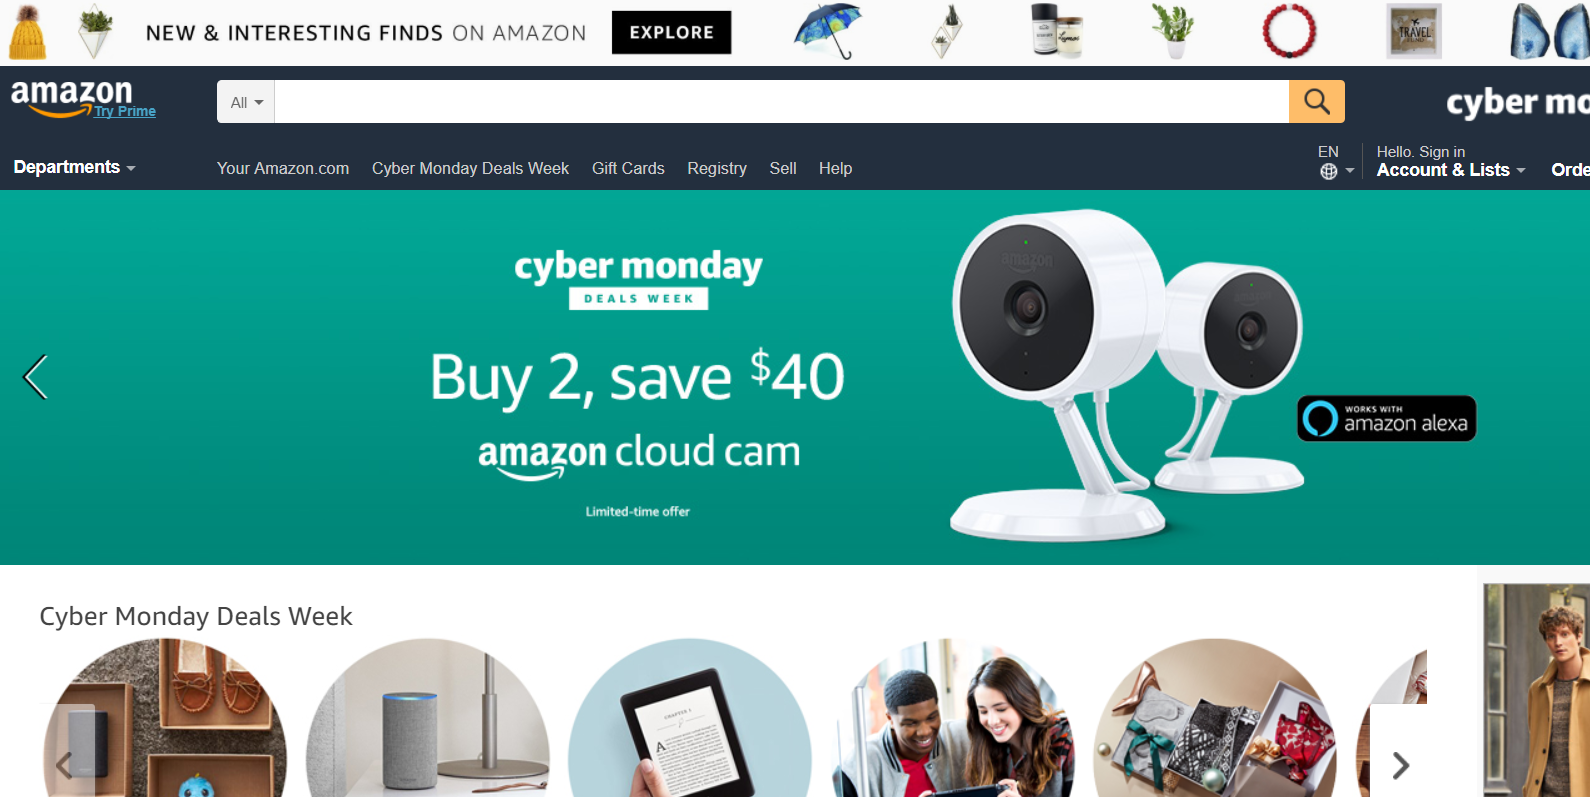 NEW & INTERESTING FINDS ON AMAZON EXPLORE
TRAVEL
amazon
Try Prime
All
cyber mo
Departments
Your Amazon.com Cyber Monday Deals Week Gift Cards Registry Sell Help
EN
Hello. Sign in
Account & Lists
Orde
cyber monday
DEALS WEEK
Buy 2, save $40
amazon cloud cam
Limited-time offer
amazon
WORKS WITH
amazon alexa
Cyber Monday Deals Week
CHAPTER 1